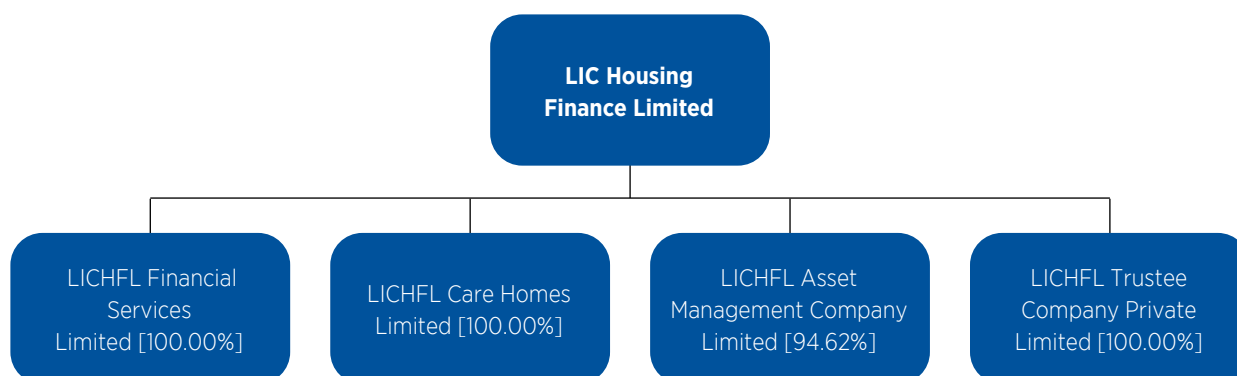 LIC Housing
Finance Limited
LICHFL Financial
Services
Limited [100.00%]
LICHFL Care Homes
Limited [100.00%]
LICHFL Asset
Management Company
Limited [94.62%]
LICHFL Trustee
Company Private
Limited [100.00%]